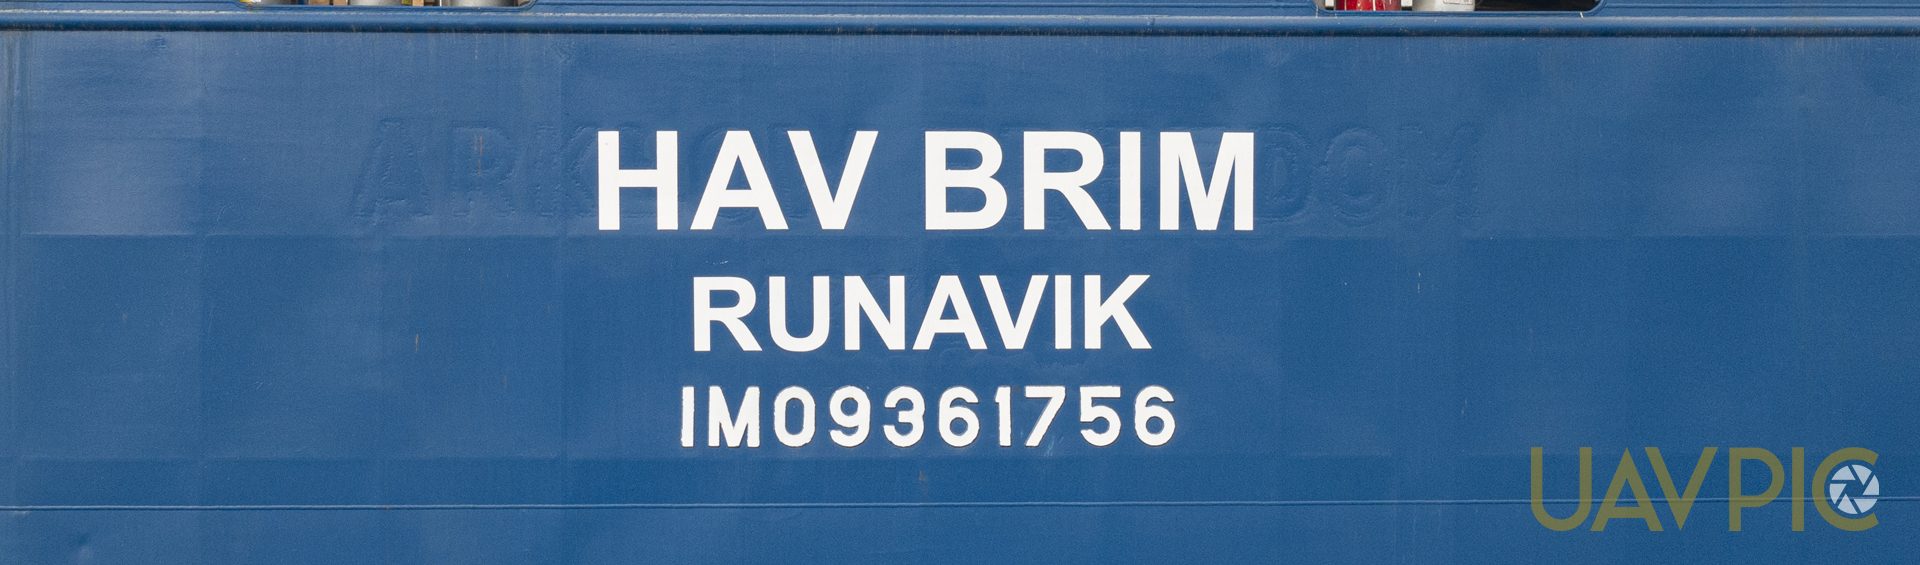 HAV BRIM
RUNAVIK
IMO9361756
UAVPIC